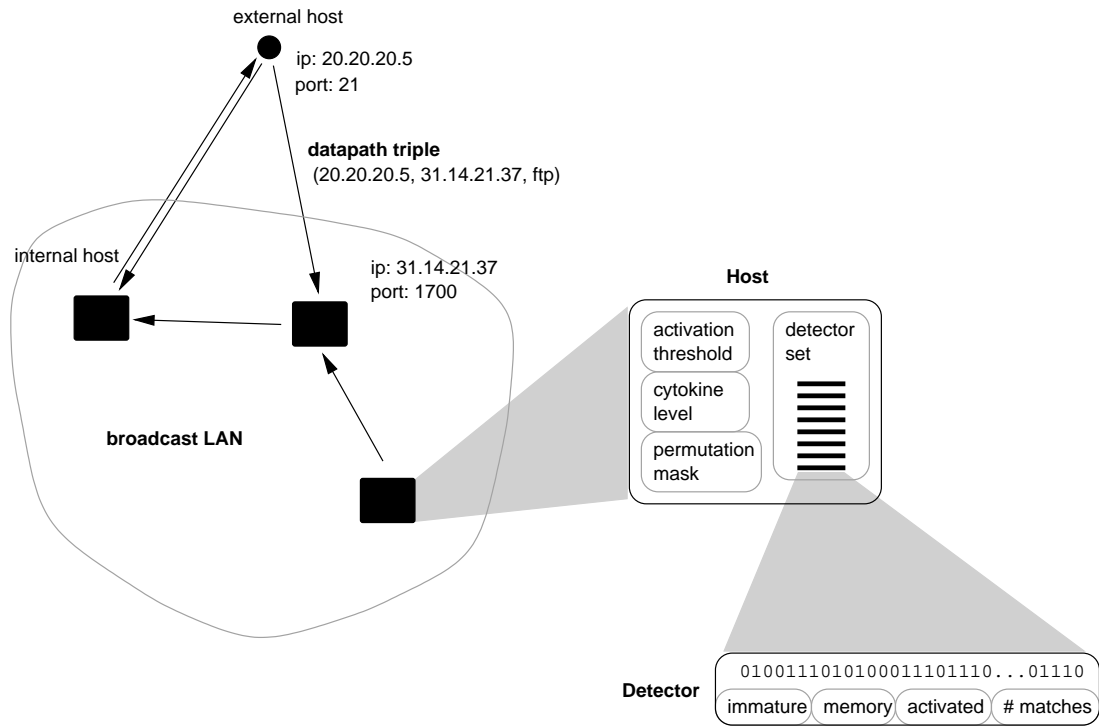 external host
ip: 20.20.20.5
port: 21
datapath triple
(20.20.20.5, 31.14.21.37, ftp)
internal host
ip: 31.14.21.37
port: 1700
broadcast LAN
Host
activation
threshold
cytokine
level
permutation
mask
detector
set
Detector
0100111010100011101110...01110
immature
memory
activated
# matches